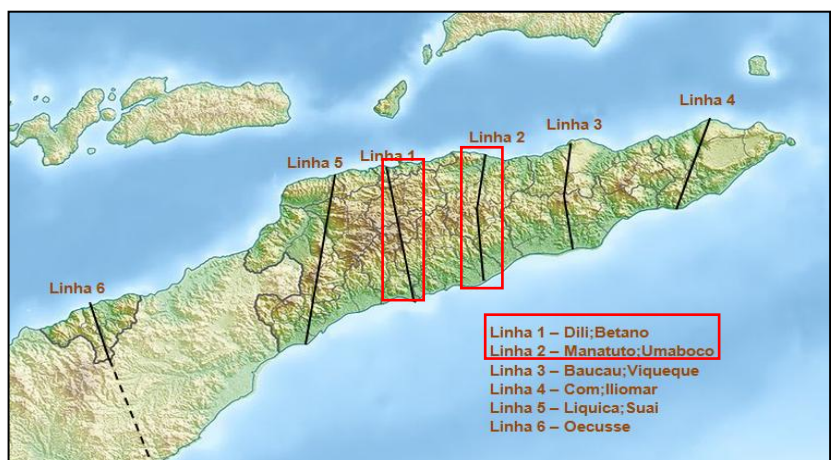 Linha 4
Linha 2
Linha 3
Linha 5
Linha 1
Linha 6
Linha 1 – Dili;Betano
Linha 2 – Manatuto;Umaboco
Linha 3 – Baucau;Viqueque
Linha 4 – Com;Iliomar
Linha 5 – Liquica;Suai
Linha 6 – Oecusse